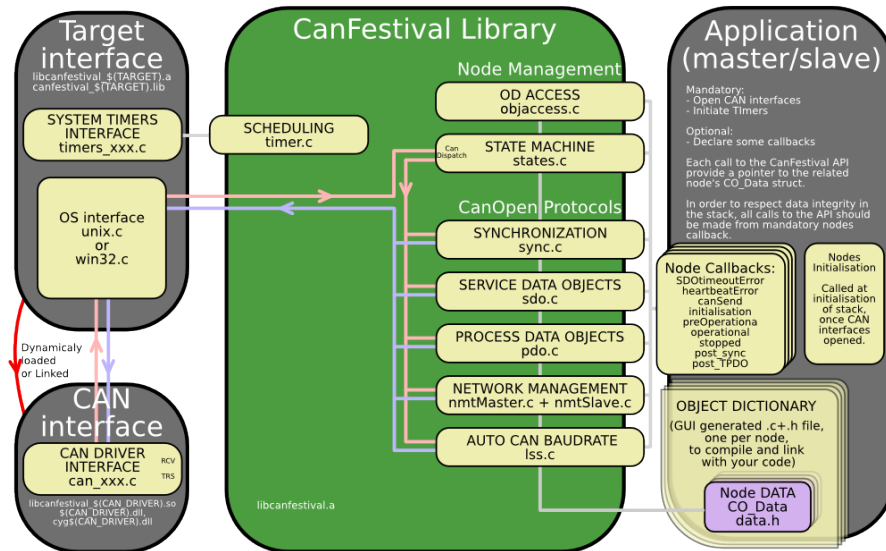 Target
interface
libcanfestival_$(TARGET).a
canfestival_$(TARGET).lib
SYSTEM TIMERS
INTERFACE
timers_xxx.c
OS interface
unix.c
or
win32.c
Dynamicaly
loaded
or Linked
CAN
interface
CAN DRIVER
INTERFACE
can_xxx.c
RCV
TRS
libcanfestival_$(CAN_DRIVER).so
$(CAN_DRIVER).dll,
cyg$(CAN_DRIVER).dll
CanFestival Library
SCHEDULING
timer.c
Node Management
OD ACCESS
objaccess.c
Can
Dispatch
STATE MACHINE
states.c
CanOpen Protocols
SYNCHRONIZATION
sync.c
SERVICE DATA OBJECTS
sdo.c
PROCESS DATA OBJECTS
pdo.c
NETWORK MANAGEMENT
nmtMaster.c + nmtSlave.c
AUTO CAN BAUDRATE
lss.c
libcanfestival.a
Application
(master/slave)
Mandatory:
- Open CAN interfaces
- Initiate TImers
Optional:
- Declare some callbacks
Each call to the CanFestival API
provide a pointer to the related
node's CO_Data struct.
In order to respect data integrity in
the stack, all calls to the API should
be made from mandatory nodes
callback.
Node Callbacks:
SDOtimeoutError
heartbeatError
canSend
initialisation
preOperationa
operational
stopped
post_sync
post_TPDO
Nodes
Initialisation
Called at
initialisation
of stack,
once CAN
interfaces
opened.
OBJECT DICTIONARY
(GUI generated .c+.h file,
one per node,
to compile and link
with your code)
Node DATA
CO_Data
data.h